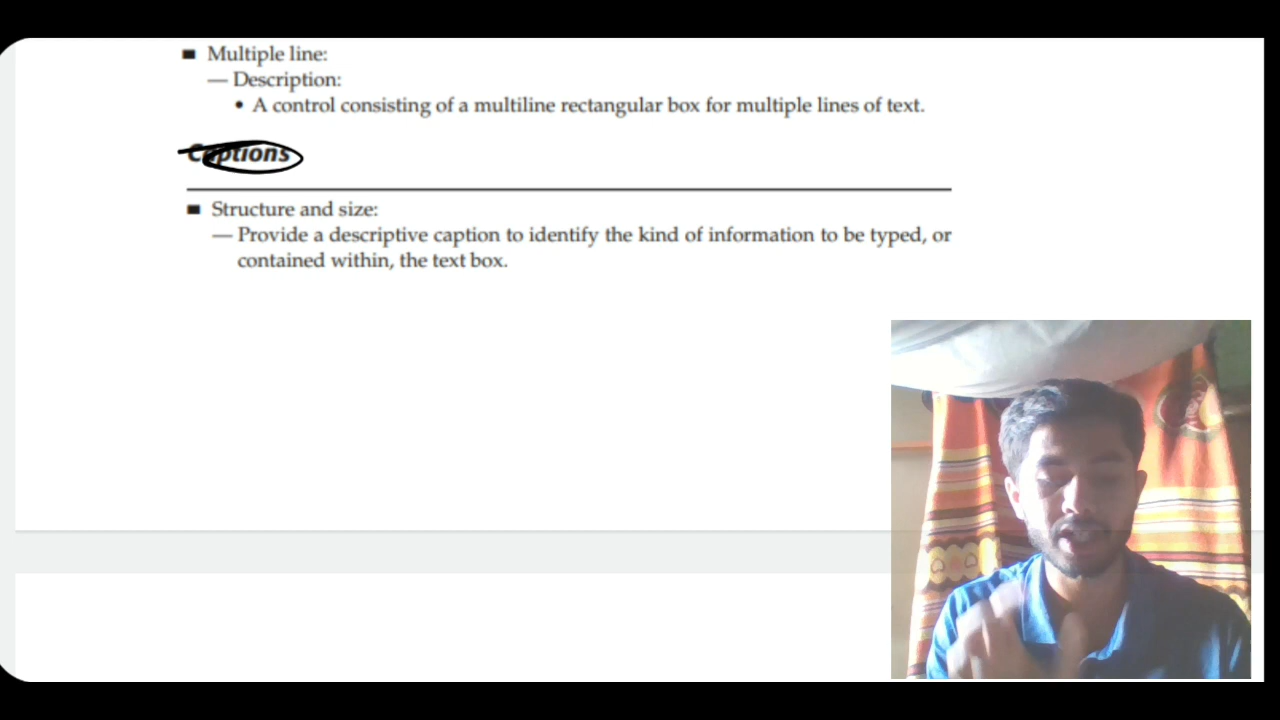 ■ Multiple line:
— Description:
• A control consisting of a multiline rectangular box for multiple lines of text.
Captions
■ Structure and size:
— Provide a descriptive caption to identify the kind of information to be typed, or
contained within, the text box.